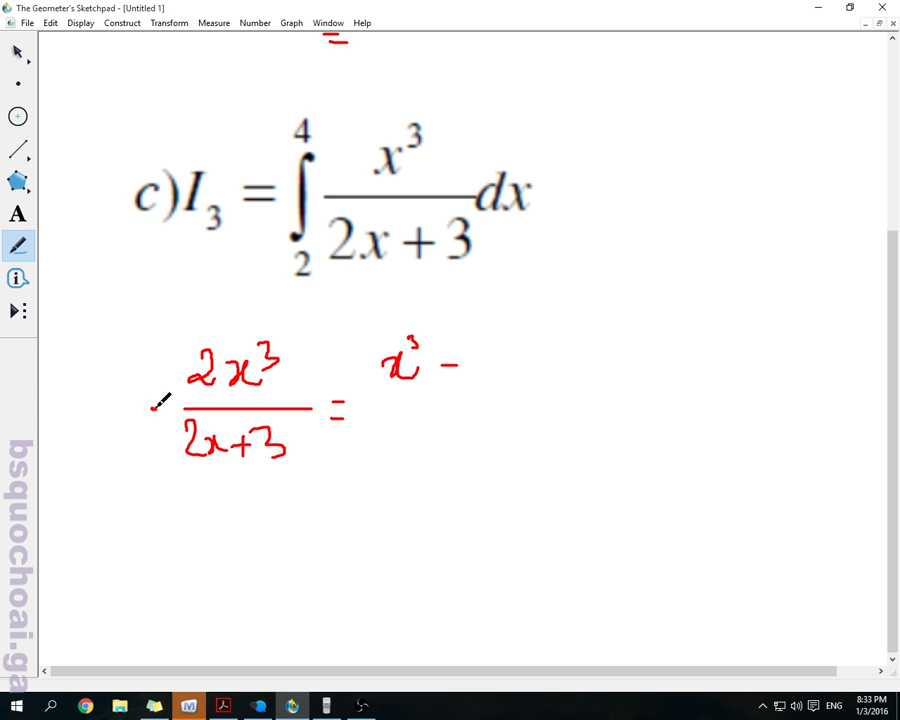 The Geometer's Sketchpad - [Untitled 1]
File Edit Display Construct Transform Measure Number Graph Window Help
=
c)I₃ = ∫₂⁴ x³/(2x + 3) dx
2x³/(2x+3) = x³ -
bsquochoai.ga
ENG
8:33 PM
1/3/2016